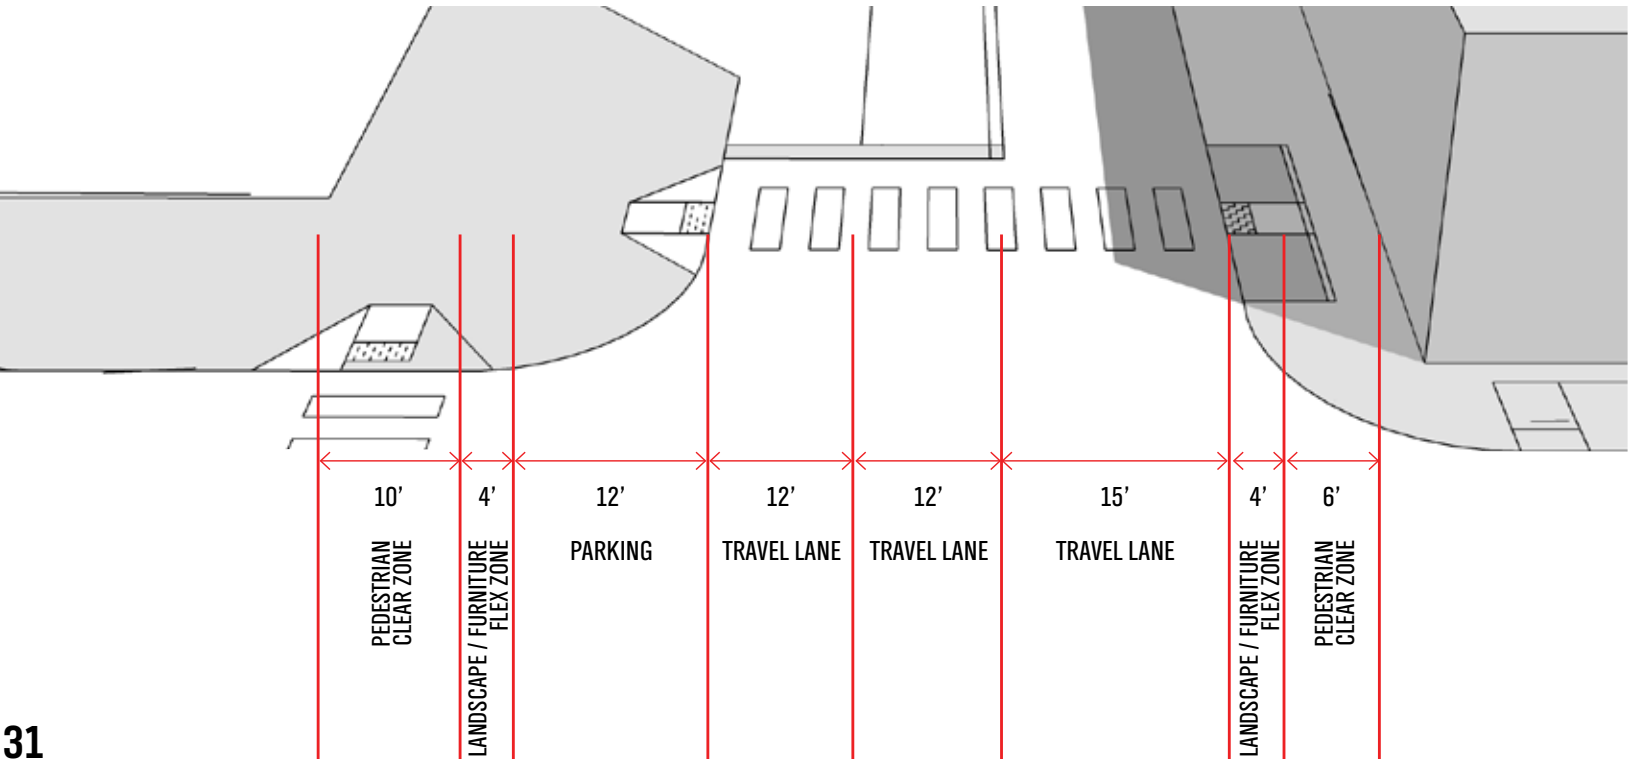 10’
4’
12’
12’
12’
15’
4’
6’
PEDESTRIAN
CLEAR ZONE
LANDSCAPE / FURNITURE
FLEX ZONE
PARKING
TRAVEL LANE
TRAVEL LANE
TRAVEL LANE
LANDSCAPE / FURNITURE
FLEX ZONE
PEDESTRIAN
CLEAR ZONE
31